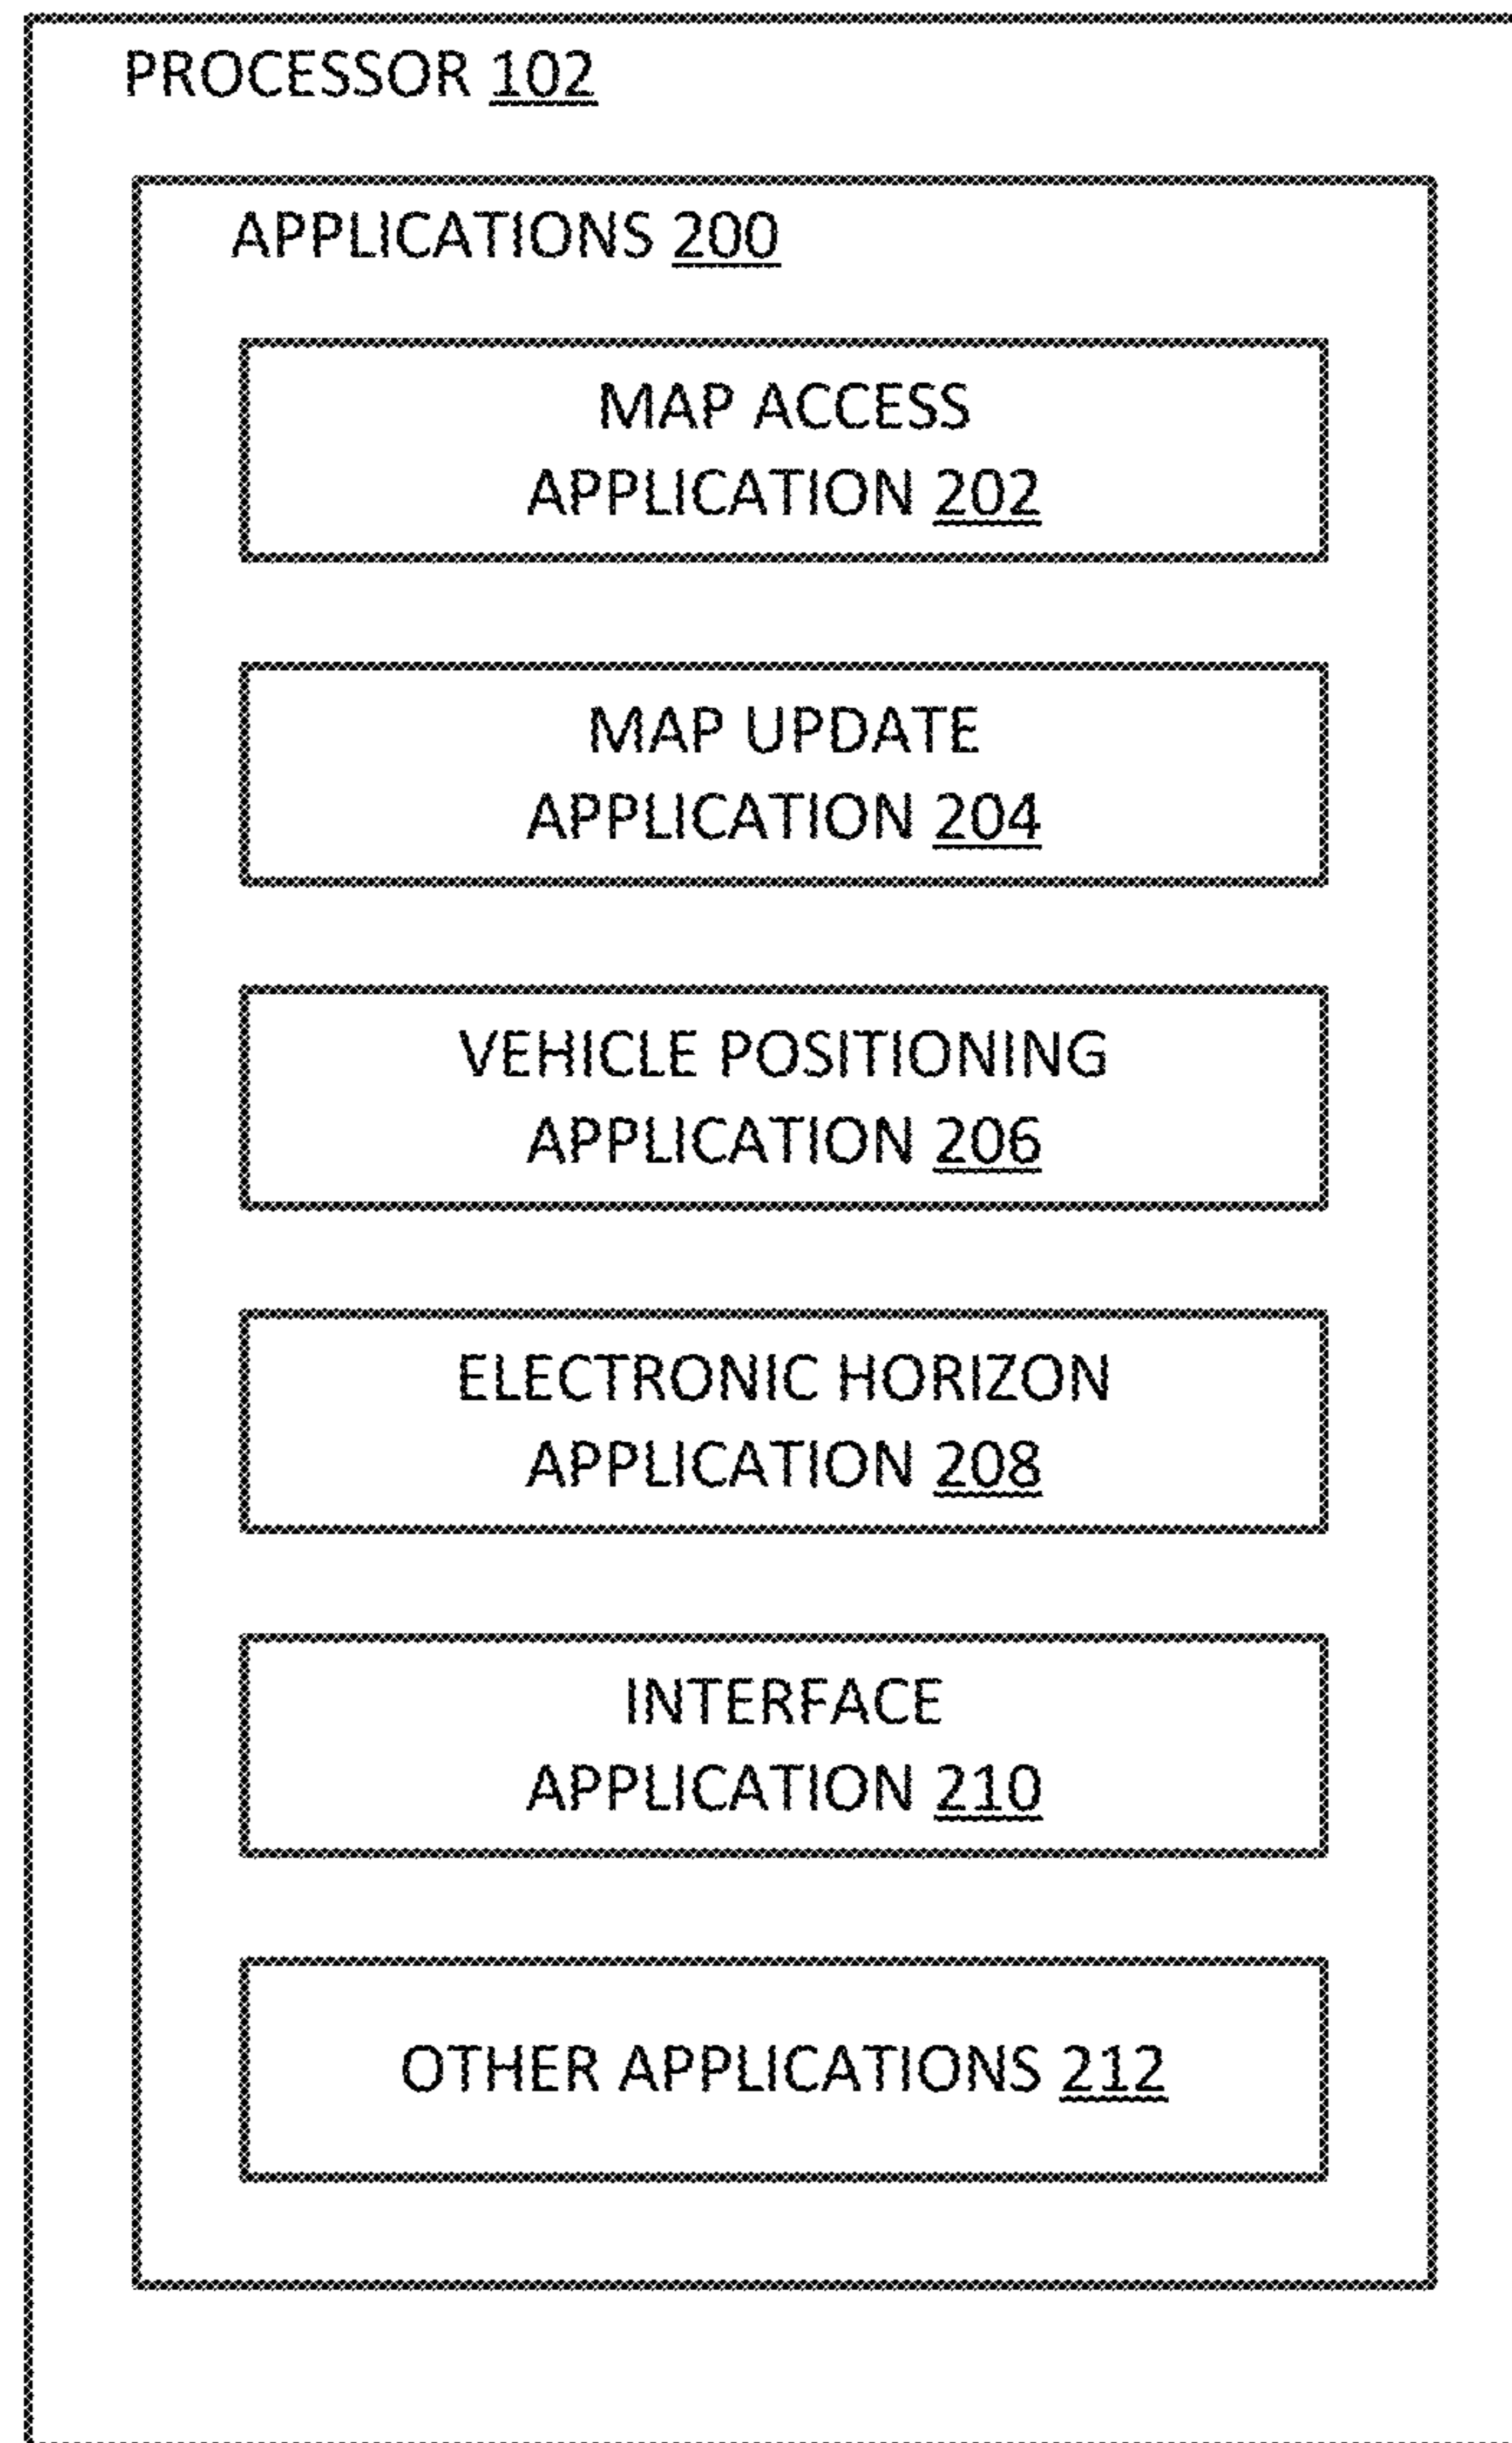 PROCESSOR 102
APPLICATIONS 200
MAP ACCESS
APPLICATION 202
MAP UPDATE
APPLICATION 204
VEHICLE POSITIONING
APPLICATION 206
ELECTRONIC HORIZON
APPLICATION 208
INTERFACE
APPLICATION 210
OTHER APPLICATIONS 212